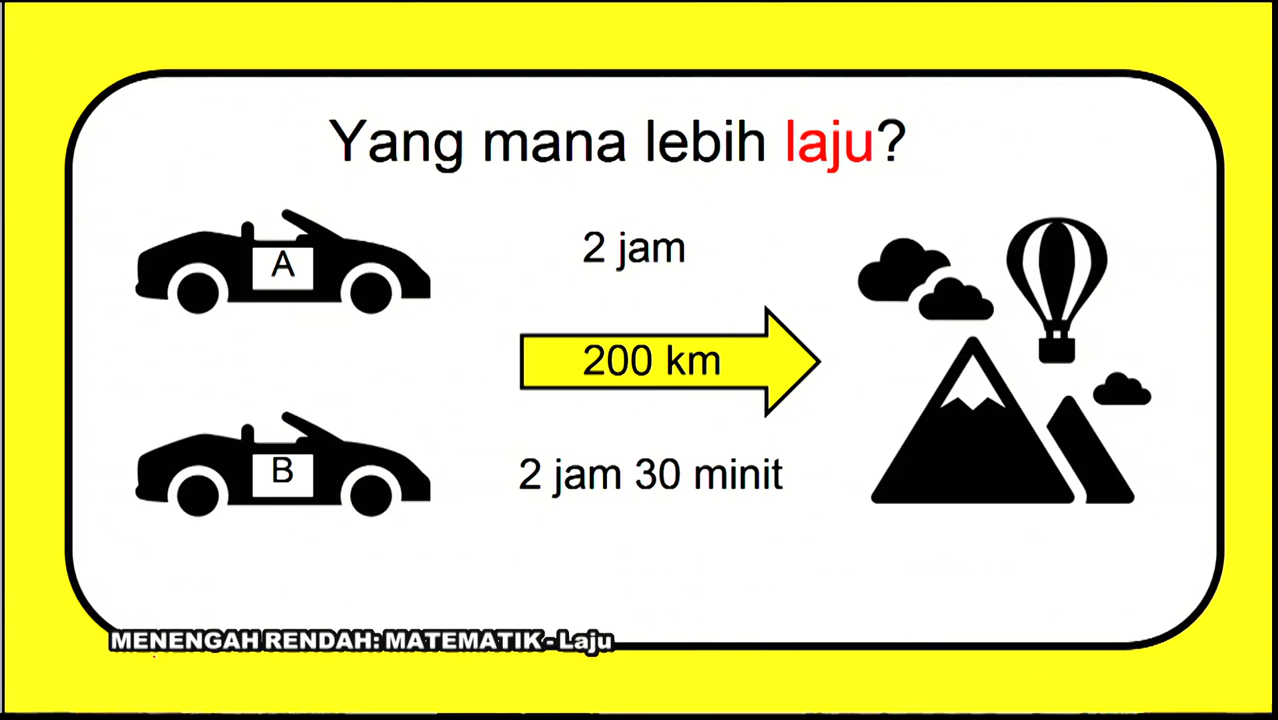 Yang mana lebih laju?
A
2 jam
200 km
B
2 jam 30 minit
MENENGAH RENDAH: MATEMATIK - Laju